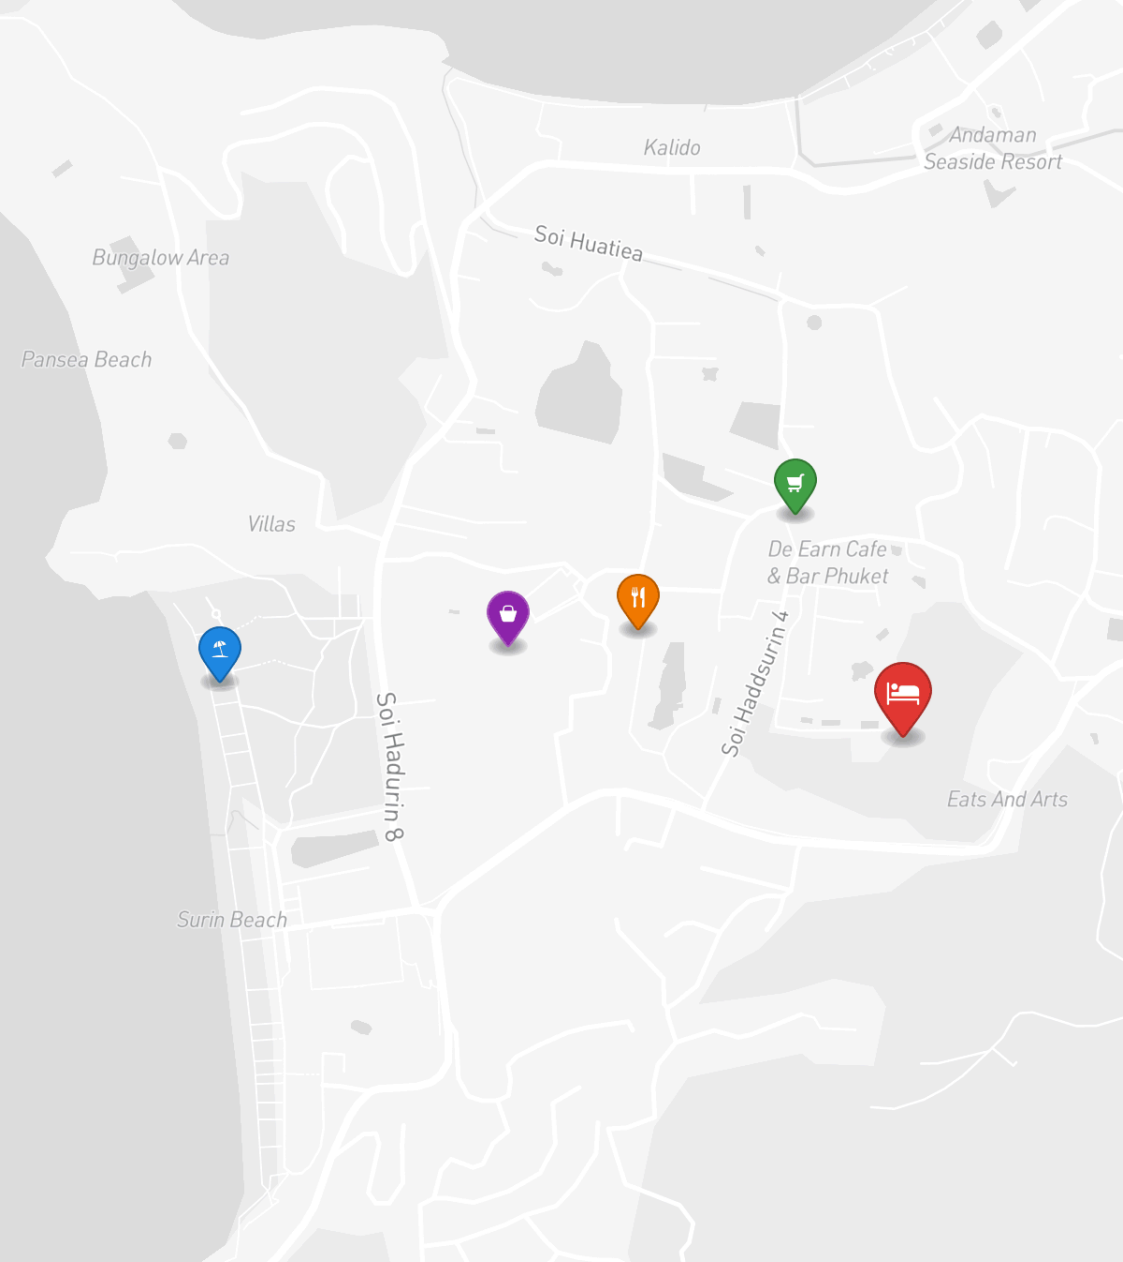 Andaman
Seaside Resort
Kalido
Soi Huatiea
Bungalow Area
Pansea Beach
Villas
De Earn Cafe
& Bar Phuket
Soi Haddsurin 4
Soi Hadurin 8
Eats And Arts
Surin Beach